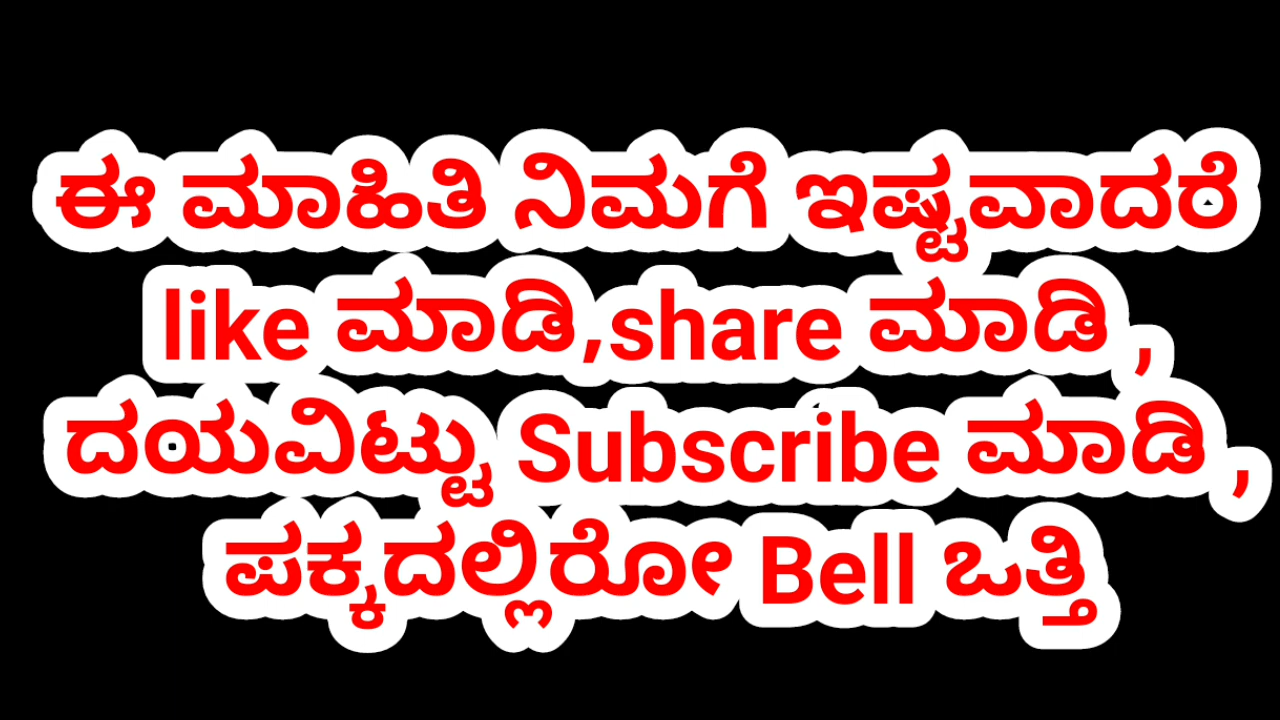 ಈ ಮಾಹಿತಿ ನಿಮಗೆ ಇಷ್ಟವಾದರೆ
like ಮಾಡಿ,share ಮಾಡಿ ,
ದಯವಿಟ್ಟು Subscribe ಮಾಡಿ ,
ಪಕ್ಕದಲ್ಲಿರೋ Bell ಒತ್ತಿ